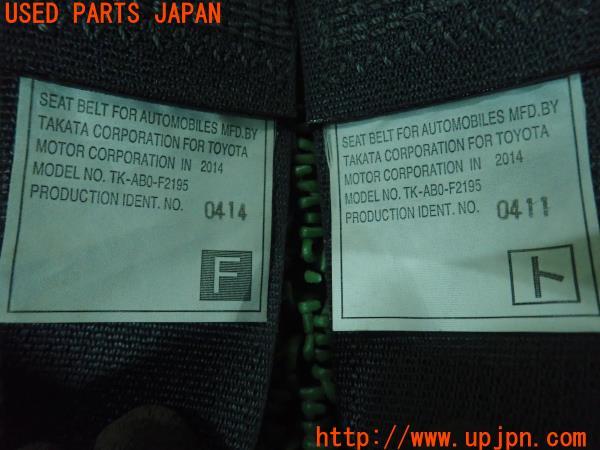 USED PARTS JAPAN
SEAT BELT FOR AUTOMOBILES MFD.BY
TAKATA CORPORATION FOR TOYOTA
MOTOR CORPORATION IN 2014
MODEL NO. TK-AB0-F2195
PRODUCTION IDENT. NO. 0414
F
SEAT BELT FOR AUTOMOBILES MFD.BY
TAKATA CORPORATION FOR TOYOTA
MOTOR CORPORATION IN 2014
MODEL NO. TK-AB0-F2195
PRODUCTION IDENT. NO. 0411
ト
http://www.upjpn.com/